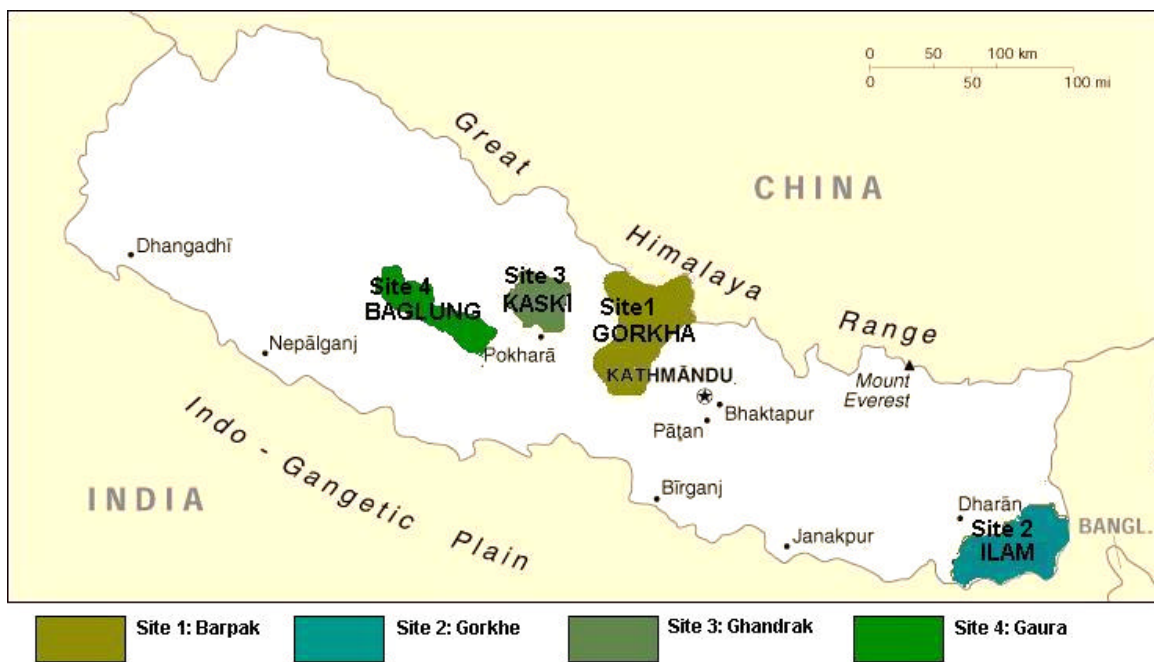 0 50 100 km
0 50 100 mi
Great
CHINA
Himalaya
Dhangadhī
Site 3
Site 4
KASKI
BAGLUNG
Site1
GORKHA
Range
Nepālganj
Pokharā
KATHMĀNDU
Mount
Everest
Bhaktapur
Pāṭan
Indo - Gangetic Plain
INDIA
Bīrganj
Dharān
Site 2
ILAM
BANGL.
Janakpur
Site 1: Barpak
Site 2: Gorkhe
Site 3: Ghandrak
Site 4: Gaura